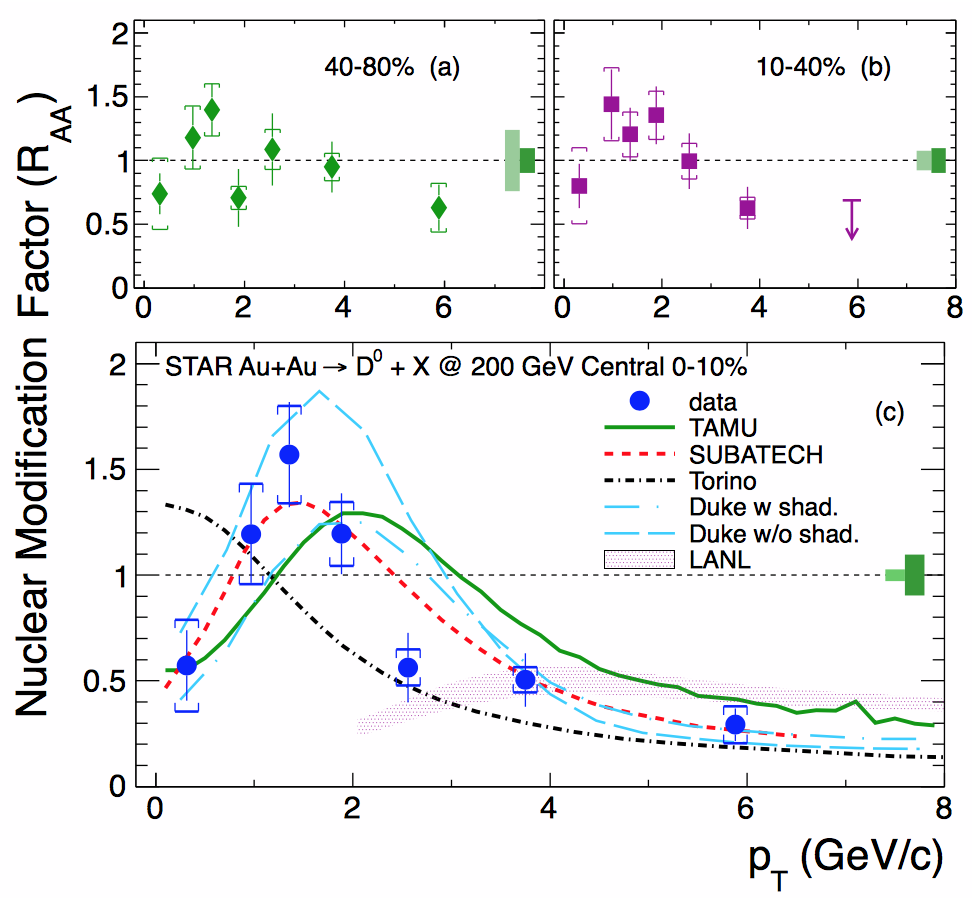 Nuclear Modification Factor (R_AA)
40-80% (a)
10-40% (b)
2
1.5
1
0.5
0
0 2 4 6
0 2 4 6 8
STAR Au+Au → D⁰ + X @ 200 GeV Central 0-10%
(c)
data
TAMU
SUBATECH
Torino
Duke w shad.
Duke w/o shad.
LANL
2
1.5
1
0.5
0
0 2 4 6 8
p_T (GeV/c)